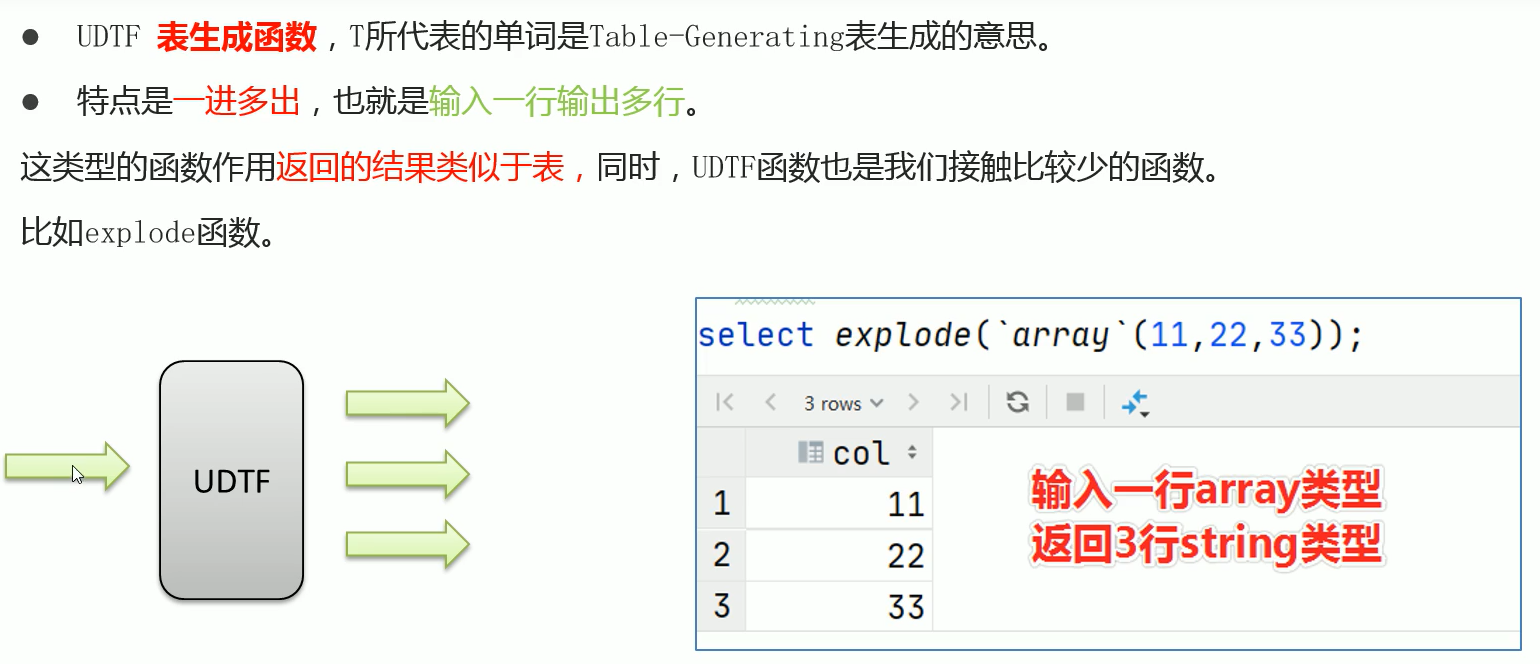 ● UDTF 表生成函数，T所代表的单词是Table-Generating表生成的意思。
● 特点是一进多出，也就是输入一行输出多行。
这类型的函数作用返回的结果类似于表，同时，UDTF函数也是我们接触比较少的函数。
比如explode函数。
UDTF
select explode(`array`(11,22,33));
3 rows
col
1 11
2 22
3 33
输入一行array类型
返回3行string类型